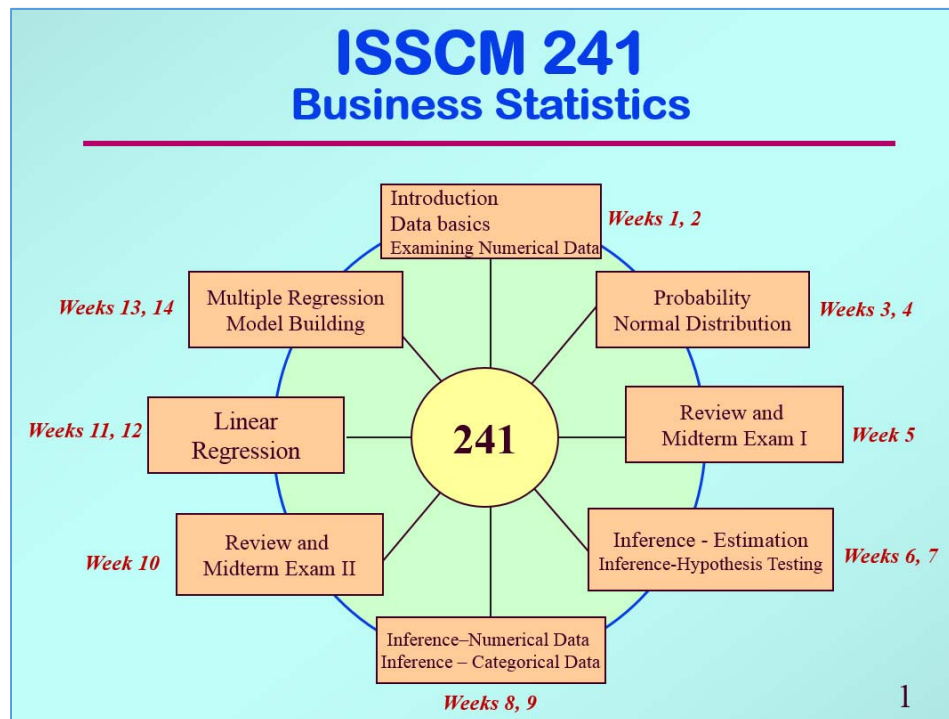 ISSCM 241
Business Statistics
Introduction
Data basics
Examining Numerical Data
Weeks 1, 2
Probability
Normal Distribution
Weeks 3, 4
Review and
Midterm Exam I
Week 5
Inference - Estimation
Inference-Hypothesis Testing
Weeks 6, 7
Inference–Numerical Data
Inference – Categorical Data
Weeks 8, 9
Review and
Midterm Exam II
Week 10
Linear
Regression
Weeks 11, 12
Multiple Regression
Model Building
Weeks 13, 14
241
1